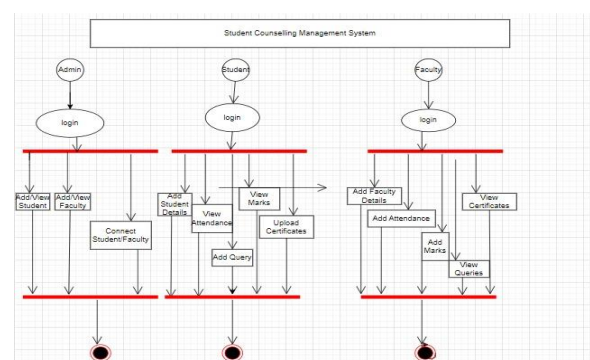 Student Counselling Management System
Admin
Student
Faculty
login
login
login
Add/View
Student
Add/View
Faculty
Connect
Student/Faculty
Add
Student
Details
View
Attendance
View
Marks
Upload
Certificates
Add Query
Add Faculty
Details
Add Attendance
Add
Marks
View
Queries
View
Certificates